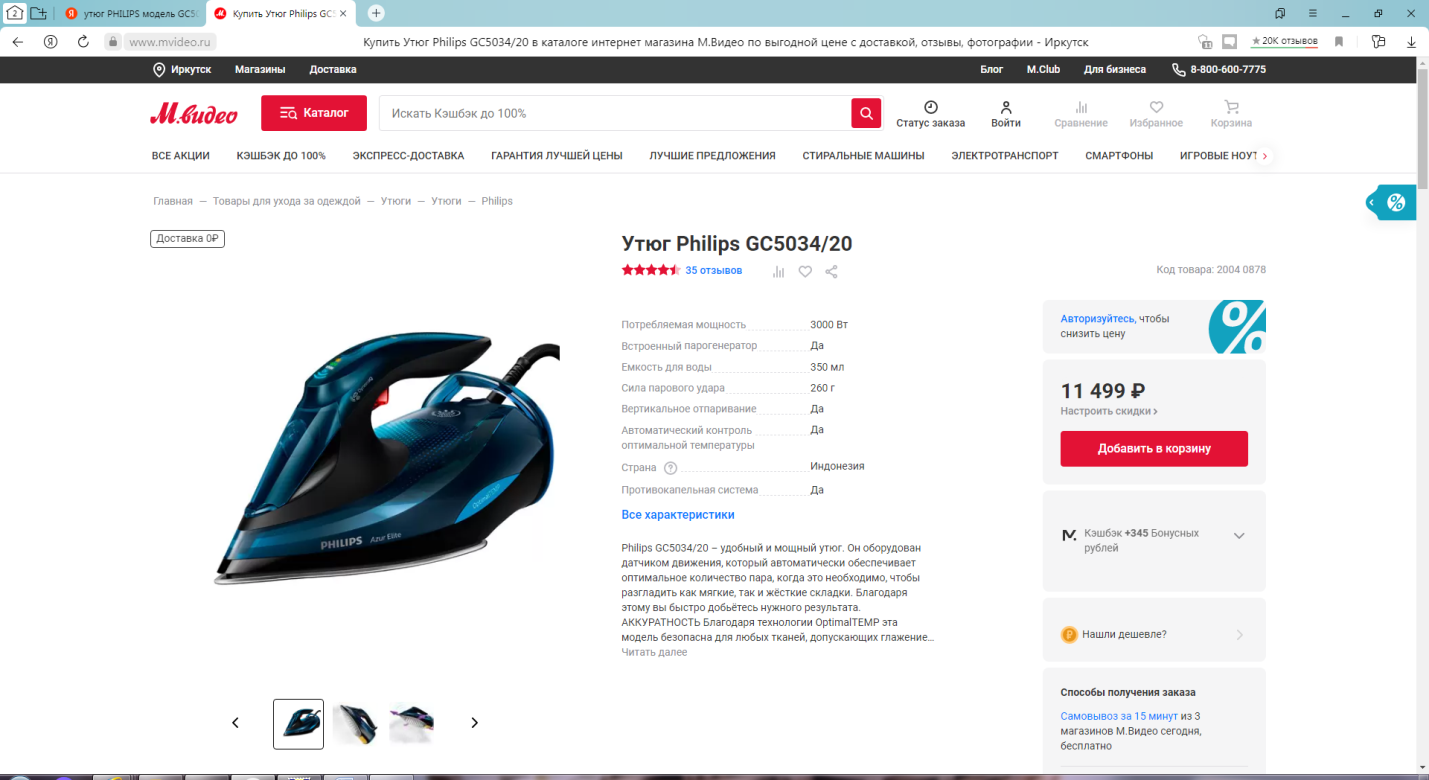 2
утюг PHILIPS модель GC50
Купить Утюг Philips GC5
www.mvideo.ru
Купить Утюг Philips GC5034/20 в каталоге интернет магазина М.Видео по выгодной цене с доставкой, отзывы, фотографии - Иркутск
★ 20K отзывов
Иркутск Магазины Доставка
Блог M.Club Для бизнеса 8-800-600-7775
М.видео
Каталог
Искать Кэшбэк до 100%
Статус заказа
Войти
Сравнение
Избранное
Корзина
ВСЕ АКЦИИ КЭШБЭК ДО 100% ЭКСПРЕСС-ДОСТАВКА ГАРАНТИЯ ЛУЧШЕЙ ЦЕНЫ ЛУЧШИЕ ПРЕДЛОЖЕНИЯ СТИРАЛЬНЫЕ МАШИНЫ ЭЛЕКТРОТРАНСПОРТ СМАРТФОНЫ ИГРОВЫЕ НОУТ
Главная — Товары для ухода за одеждой — Утюги — Утюги — Philips
Доставка 0₽
Утюг Philips GC5034/20
35 отзывов
Код товара: 2004 0878
PHILIPS Azur Elite
Потребляемая мощность 3000 Вт
Встроенный парогенератор Да
Емкость для воды 350 мл
Сила парового удара 260 г
Вертикальное отпаривание Да
Автоматический контроль Да
оптимальной температуры
Страна ? Индонезия
Противокапельная система Да
Все характеристики
Philips GC5034/20 – удобный и мощный утюг. Он оборудован
датчиком движения, который автоматически обеспечивает
оптимальное количество пара, когда это необходимо, чтобы
разгладить как мягкие, так и жёсткие складки. Благодаря
этому вы быстро добьётесь нужного результата.
АККУРАТНОСТЬ Благодаря технологии OptimalTEMP эта
модель безопасна для любых тканей, допускающих глажение...
Читать далее
Авторизуйтесь, чтобы
снизить цену
%
11 499 ₽
Настроить скидки
Добавить в корзину
М. Кэшбэк +345 Бонусных
рублей
Нашли дешевле?
Способы получения заказа
Самовывоз за 15 минут из 3
магазинов М.Видео сегодня,
бесплатно